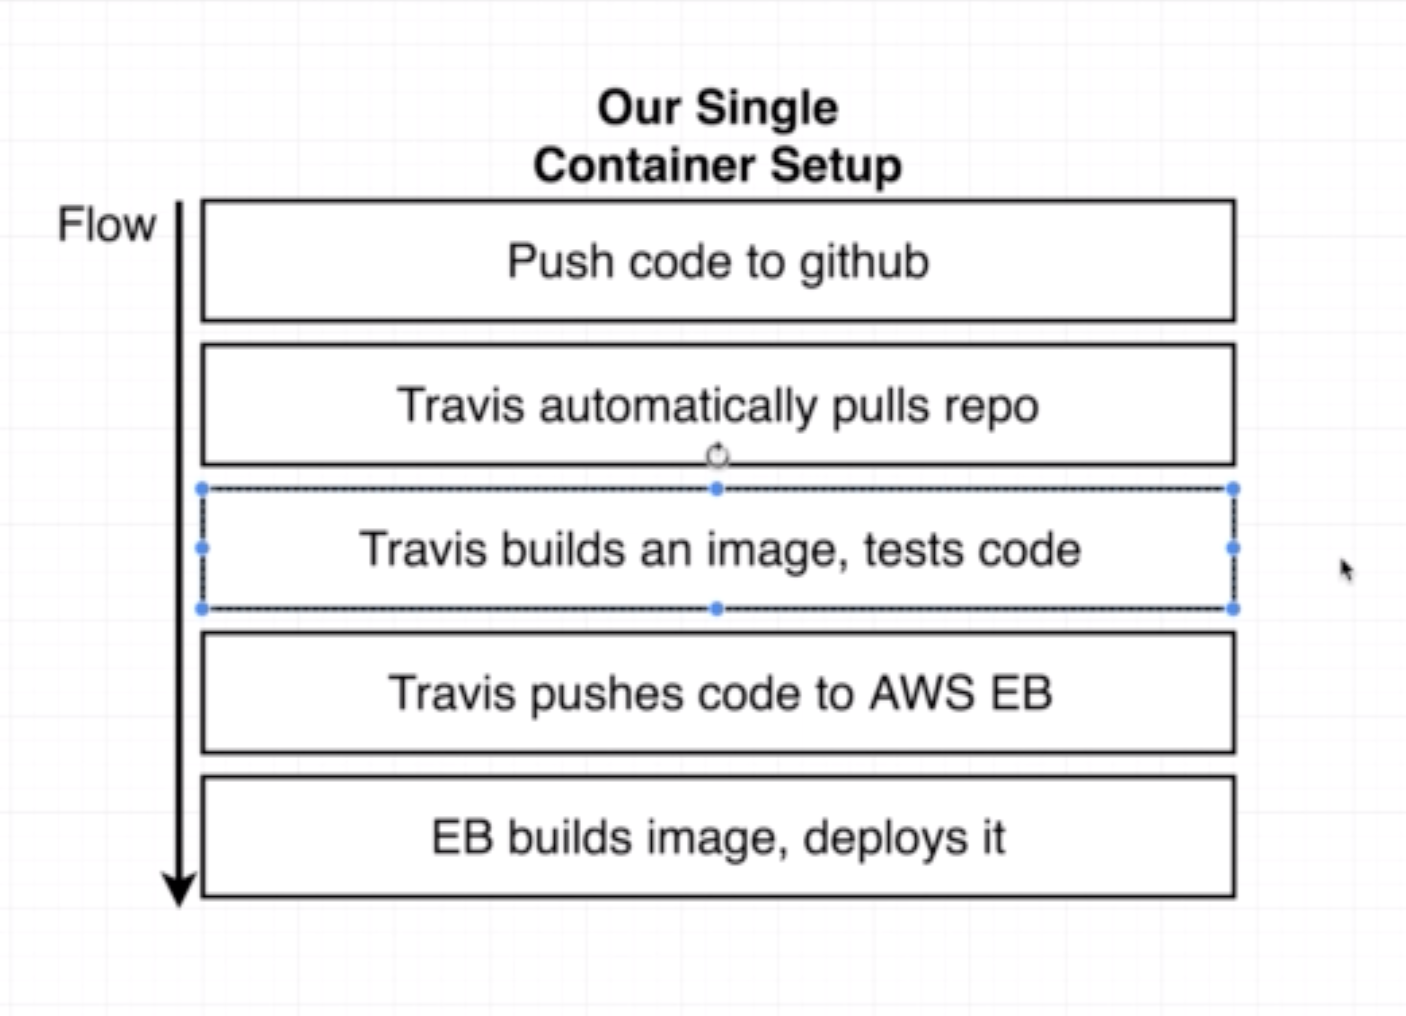 Our Single
Container Setup
Flow
Push code to github
Travis automatically pulls repo
Travis builds an image, tests code
Travis pushes code to AWS EB
EB builds image, deploys it